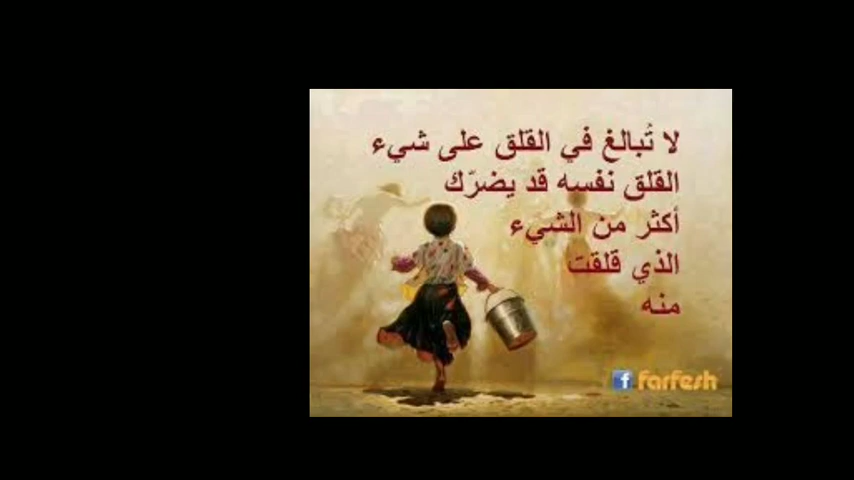 لا تُبالغ في القلق على شيء
القلق نفسه قد يضرّك
أكثر من الشيء
الذي قلقت
منه
f farfesh